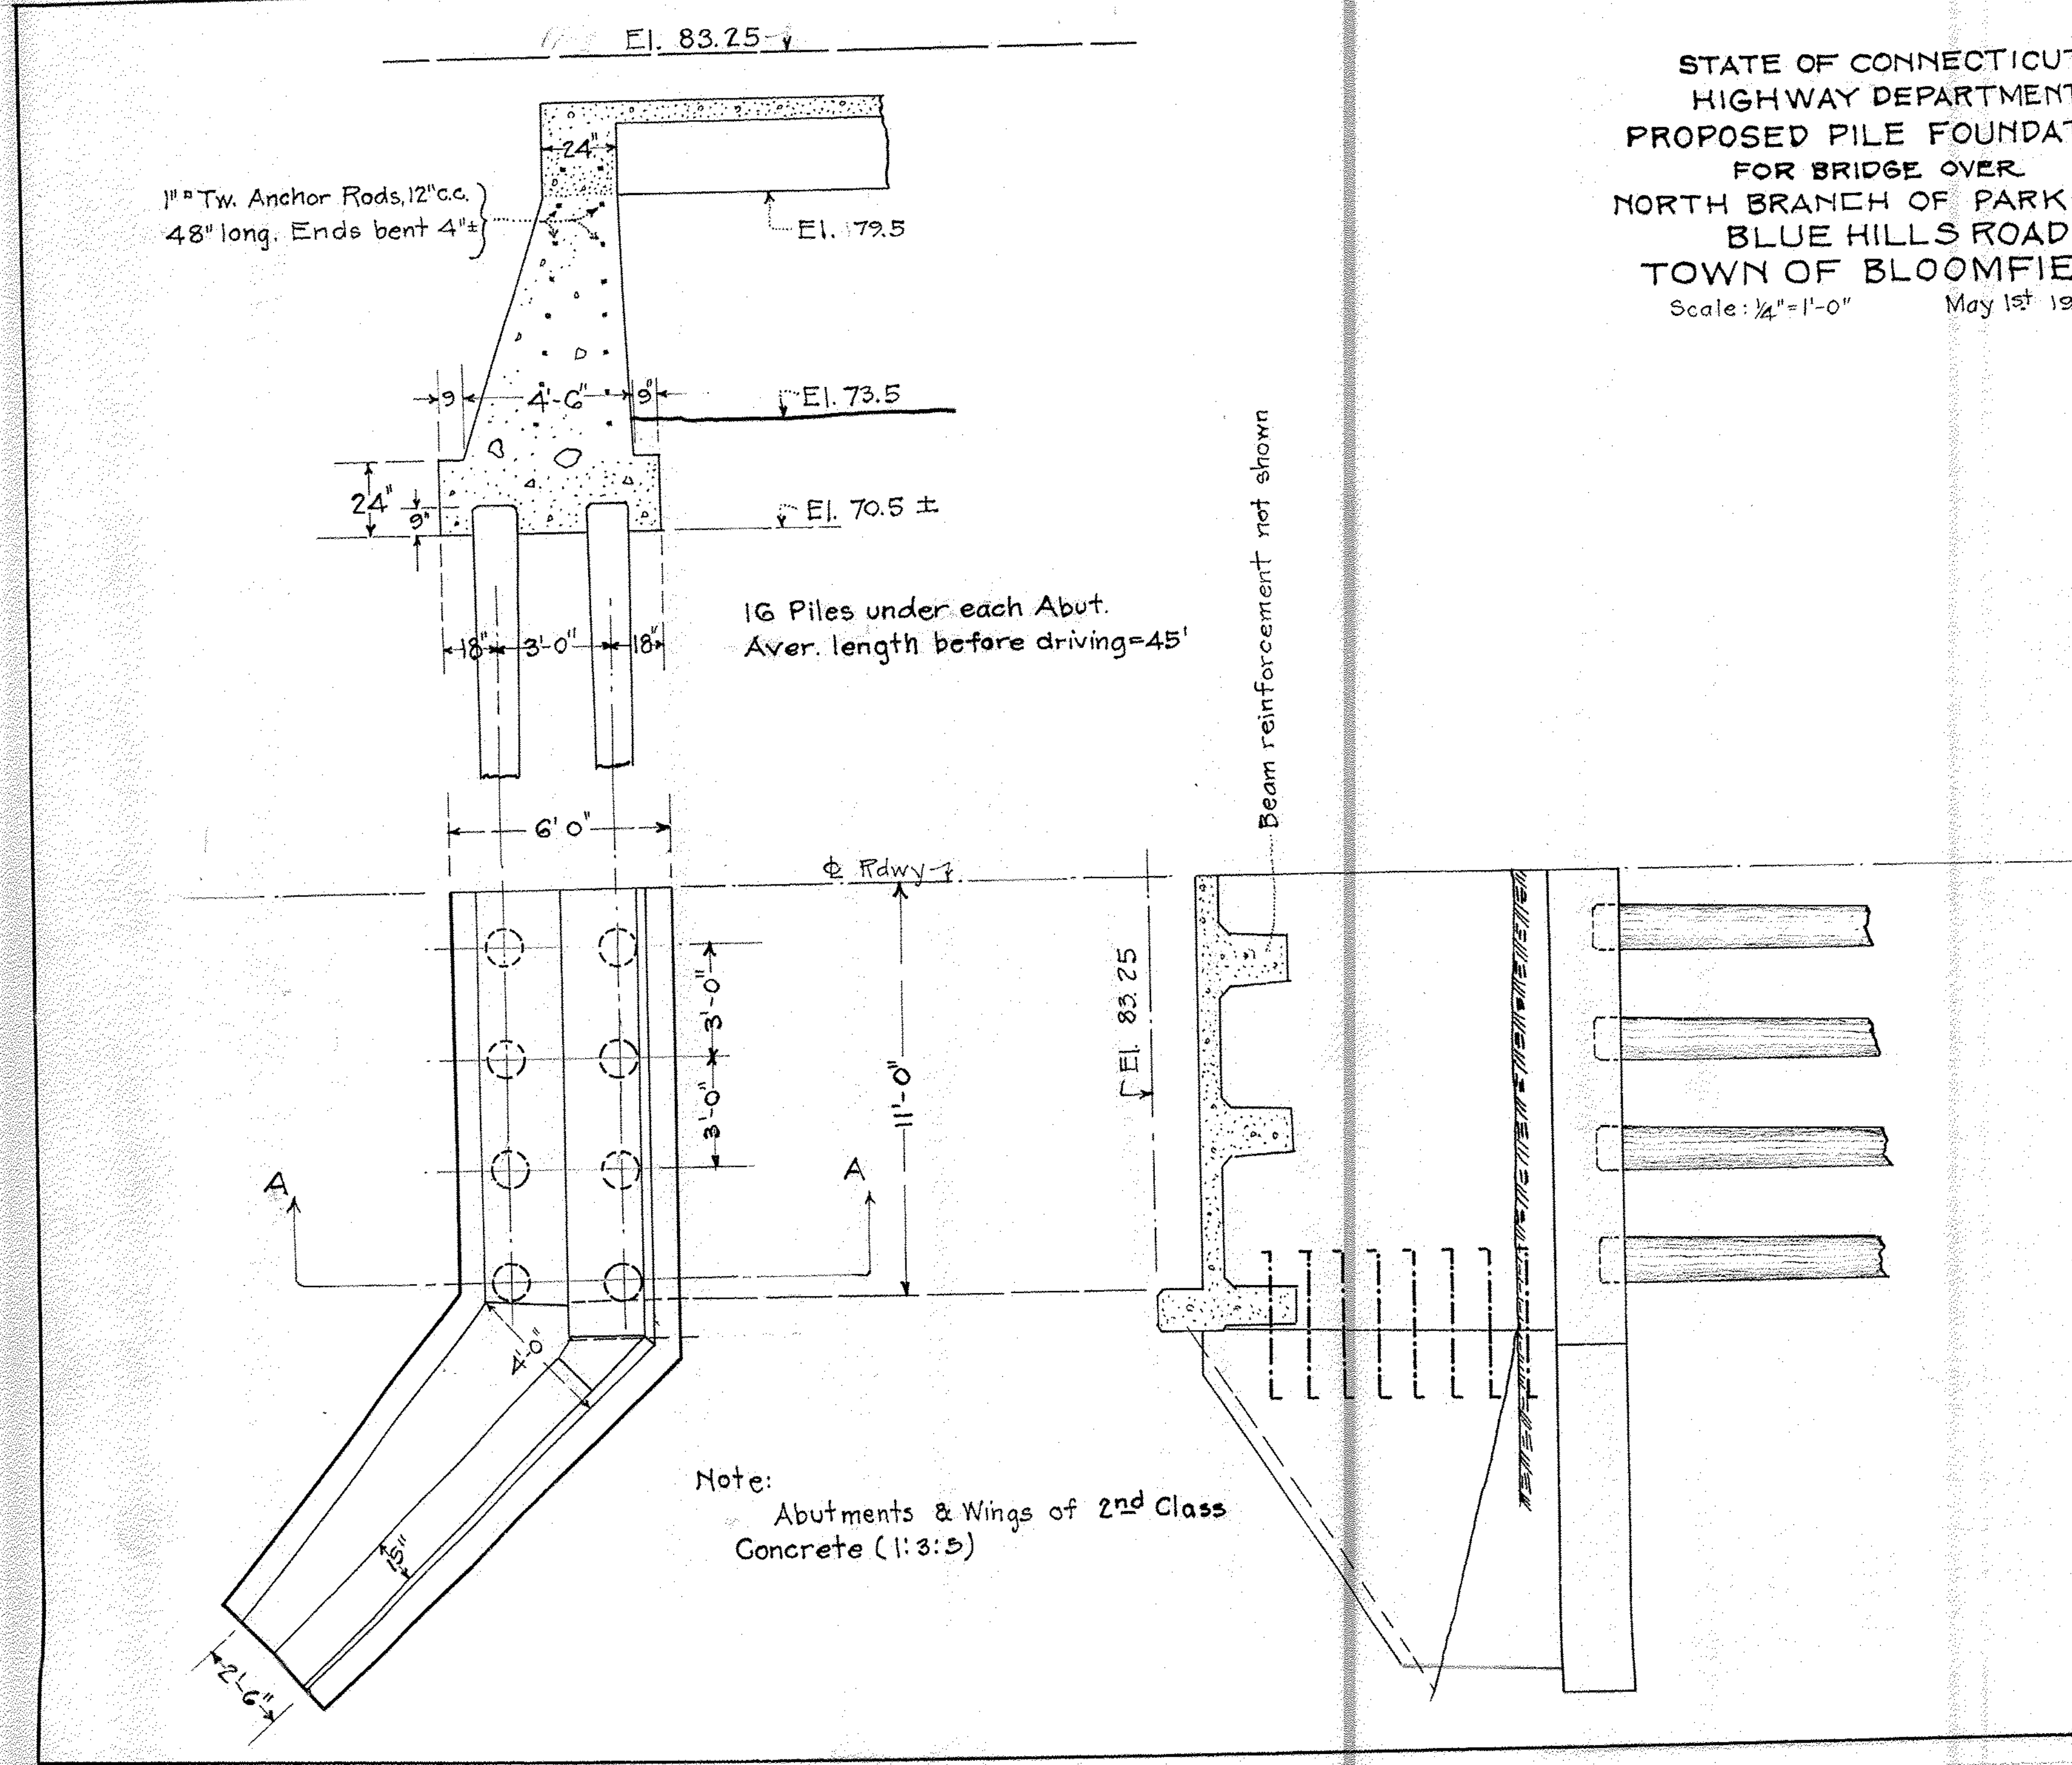 El. 83.25
STATE OF CONNECTICUT
HIGHWAY DEPARTMENT
PROPOSED PILE FOUNDAT
FOR BRIDGE OVER
NORTH BRANCH OF PARK
BLUE HILLS ROAD
TOWN OF BLOOMFIE
Scale: ¼"=1'-0" May 1st 19
24"
1"▫ Tw. Anchor Rods, 12"c.c.
48" long. Ends bent 4"±
El. 79.5
9 4'-6" 9"
El. 73.5
24"
9"
El. 70.5 ±
16 Piles under each Abut.
Aver. length before driving=45'
18" 3'-0" 18"
Beam reinforcement not shown
6'0"
℄ Rdwy
3'-0"
3'-0"
11'-0"
El. 83.25
A A
4'-0"
Note:
Abutments & Wings of 2nd Class
Concrete (1:3:5)
15"
2'-6"